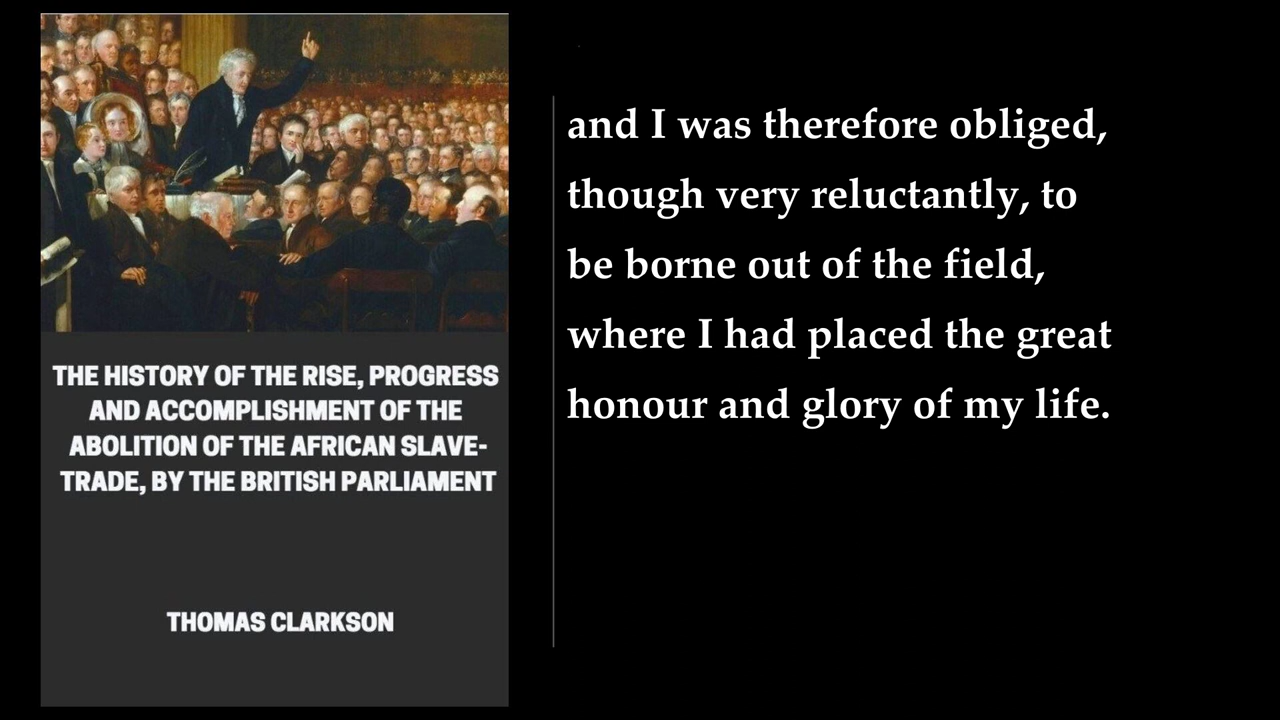 THE HISTORY OF THE RISE, PROGRESS
AND ACCOMPLISHMENT OF THE
ABOLITION OF THE AFRICAN SLAVE-
TRADE, BY THE BRITISH PARLIAMENT
THOMAS CLARKSON
and I was therefore obliged,
though very reluctantly, to
be borne out of the field,
where I had placed the great
honour and glory of my life.